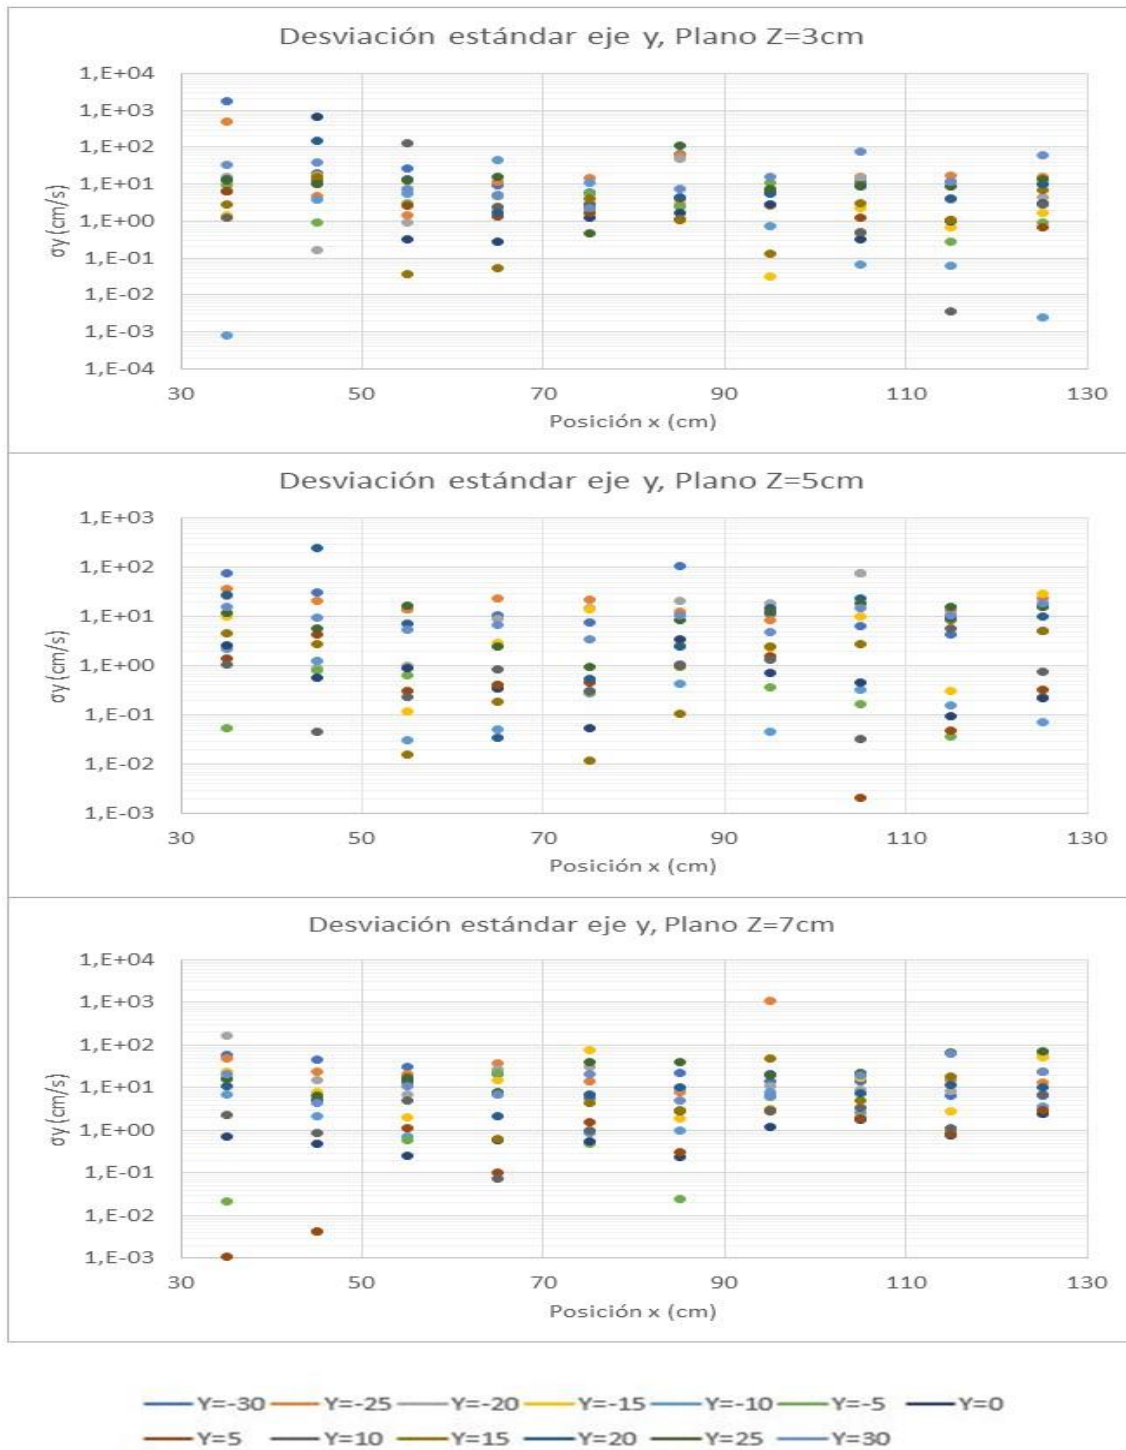 Desviación estándar eje y, Plano Z=3cm
1,E+04
1,E+03
1,E+02
1,E+01
1,E+00
1,E-01
1,E-02
1,E-03
1,E-04
σy (cm/s)
30 50 70 90 110 130
Posición x (cm)
Desviación estándar eje y, Plano Z=5cm
1,E+03
1,E+02
1,E+01
1,E+00
1,E-01
1,E-02
1,E-03
σy (cm/s)
30 50 70 90 110 130
Posición x (cm)
Desviación estándar eje y, Plano Z=7cm
1,E+04
1,E+03
1,E+02
1,E+01
1,E+00
1,E-01
1,E-02
1,E-03
σy (cm/s)
30 50 70 90 110 130
Posición x (cm)
Y=-30 Y=-25 Y=-20 Y=-15 Y=-10 Y=-5 Y=0
Y=5 Y=10 Y=15 Y=20 Y=25 Y=30